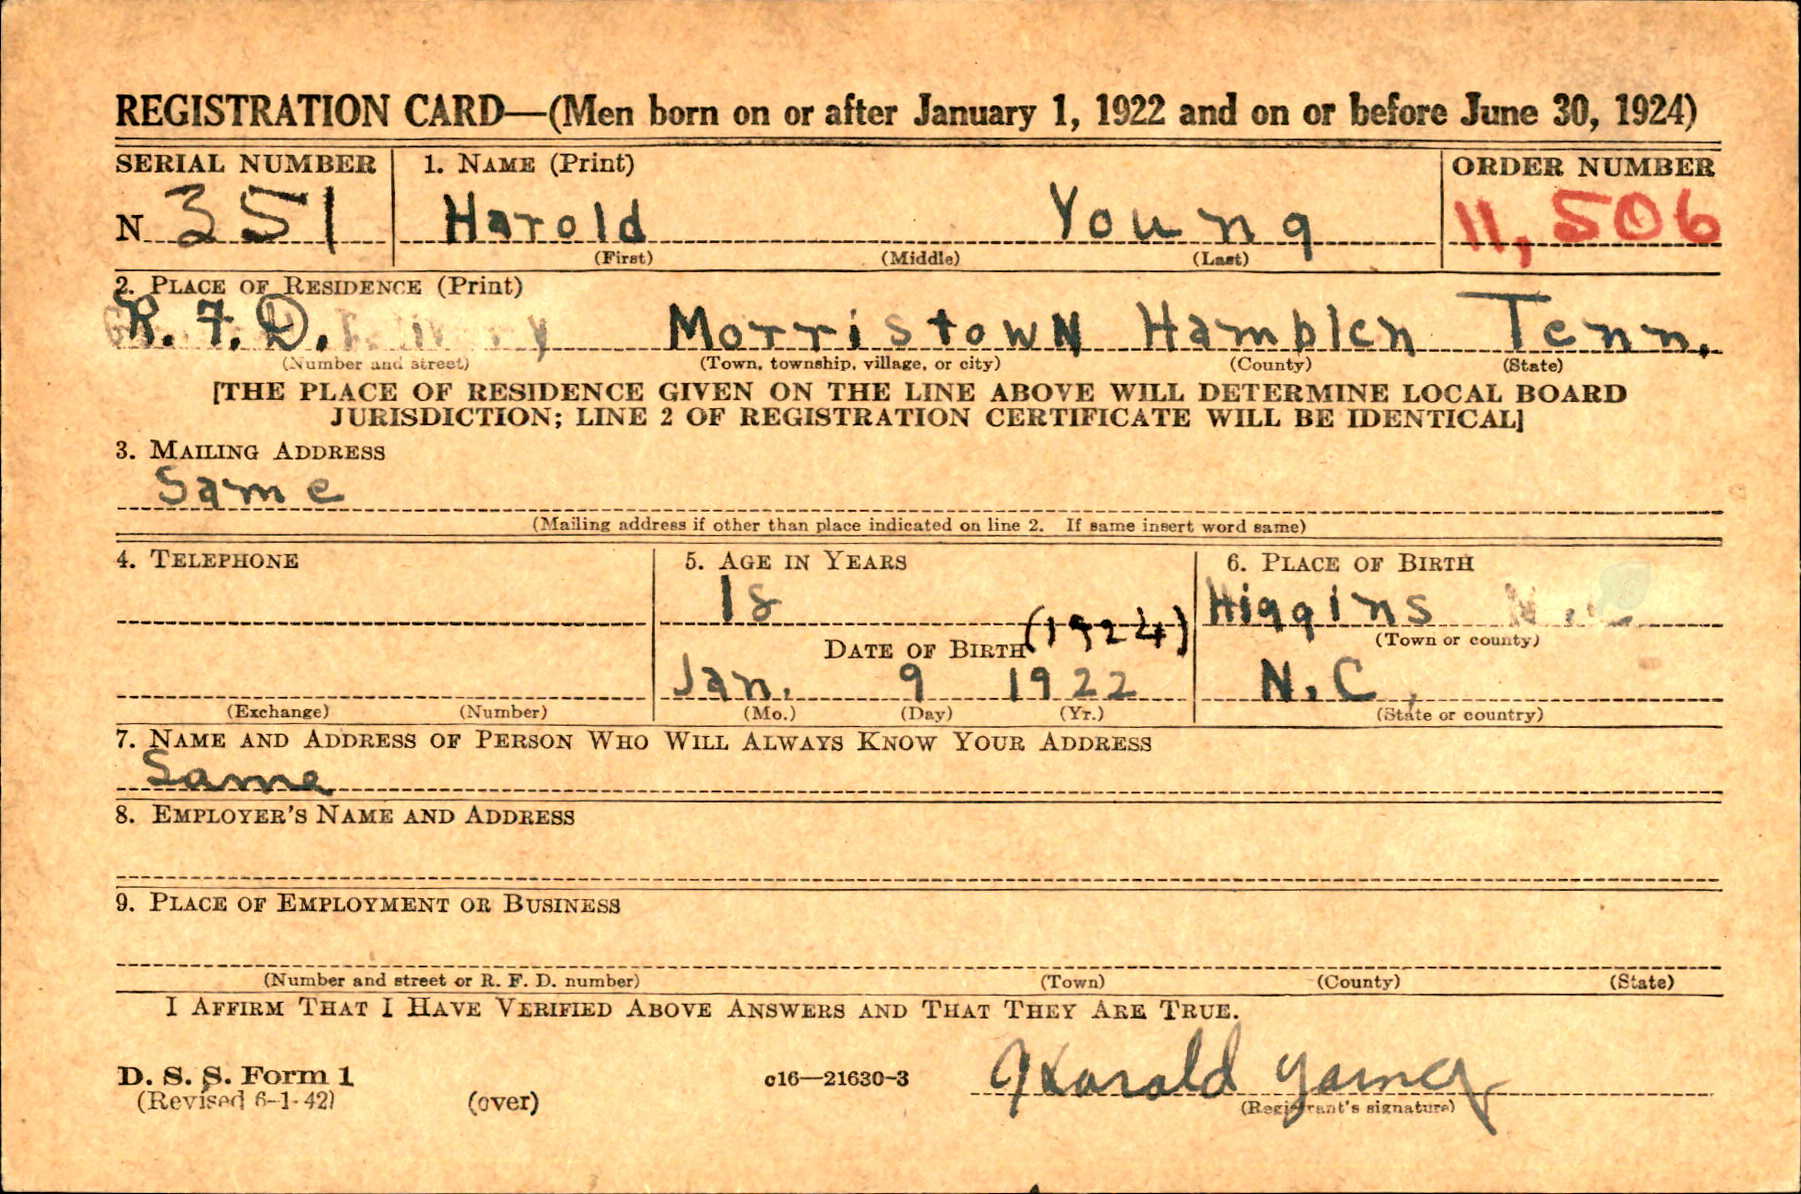 REGISTRATION CARD—(Men born on or after January 1, 1922 and on or before June 30, 1924)
SERIAL NUMBER 1. NAME (Print) ORDER NUMBER
N 351 Harold Young 11,506
(First) (Middle) (Last)
2. PLACE OF RESIDENCE (Print)
R. F. D. Morristown Hamblen Tenn.
(Number and street) (Town, township, village, or city) (County) (State)
[THE PLACE OF RESIDENCE GIVEN ON THE LINE ABOVE WILL DETERMINE LOCAL BOARD
JURISDICTION; LINE 2 OF REGISTRATION CERTIFICATE WILL BE IDENTICAL]
3. MAILING ADDRESS
Same
(Mailing address if other than place indicated on line 2. If same insert word same)
4. TELEPHONE 5. AGE IN YEARS 6. PLACE OF BIRTH
18 Higgins
(Town or county)
DATE OF BIRTH (1924)
Jan. 9 1922 N.C.
(Exchange) (Number) (Mo.) (Day) (Yr.) (State or country)
7. NAME AND ADDRESS OF PERSON WHO WILL ALWAYS KNOW YOUR ADDRESS
Same
8. EMPLOYER'S NAME AND ADDRESS
9. PLACE OF EMPLOYMENT OR BUSINESS
(Number and street or R. F. D. number) (Town) (County) (State)
I AFFIRM THAT I HAVE VERIFIED ABOVE ANSWERS AND THAT THEY ARE TRUE.
D. S. S. Form 1
(Revised 6-1-42) (over) c16—21630-3 Harald Young
(Registrant's signature)